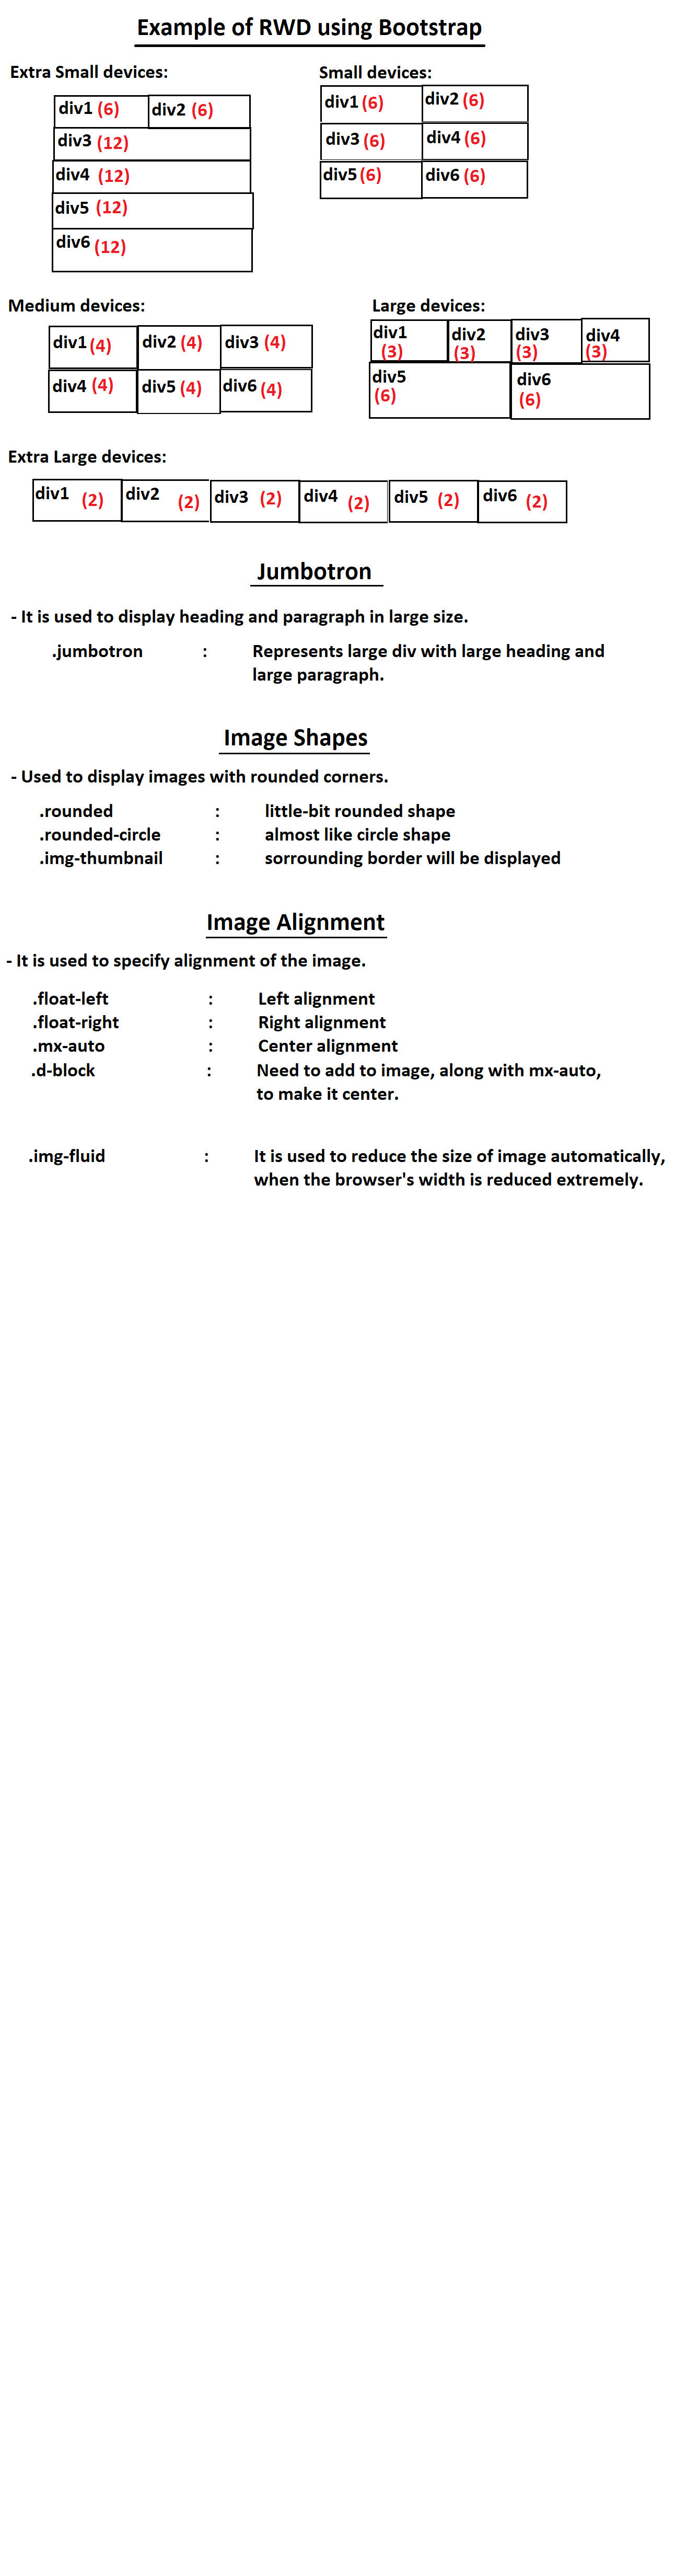 Example of RWD using Bootstrap
Extra Small devices:
div1 (6) div2 (6)
div3 (12)
div4 (12)
div5 (12)
div6 (12)
Small devices:
div1 (6) div2 (6)
div3 (6) div4 (6)
div5 (6) div6 (6)
Medium devices:
div1 (4) div2 (4) div3 (4)
div4 (4) div5 (4) div6 (4)
Large devices:
div1 (3) div2 (3) div3 (3) div4 (3)
div5 (6) div6 (6)
Extra Large devices:
div1 (2) div2 (2) div3 (2) div4 (2) div5 (2) div6 (2)
Jumbotron
- It is used to display heading and paragraph in large size.
.jumbotron : Represents large div with large heading and
large paragraph.
Image Shapes
- Used to display images with rounded corners.
.rounded : little-bit rounded shape
.rounded-circle : almost like circle shape
.img-thumbnail : sorrounding border will be displayed
Image Alignment
- It is used to specify alignment of the image.
.float-left : Left alignment
.float-right : Right alignment
.mx-auto : Center alignment
.d-block : Need to add to image, along with mx-auto,
to make it center.
.img-fluid : It is used to reduce the size of image automatically,
when the browser's width is reduced extremely.